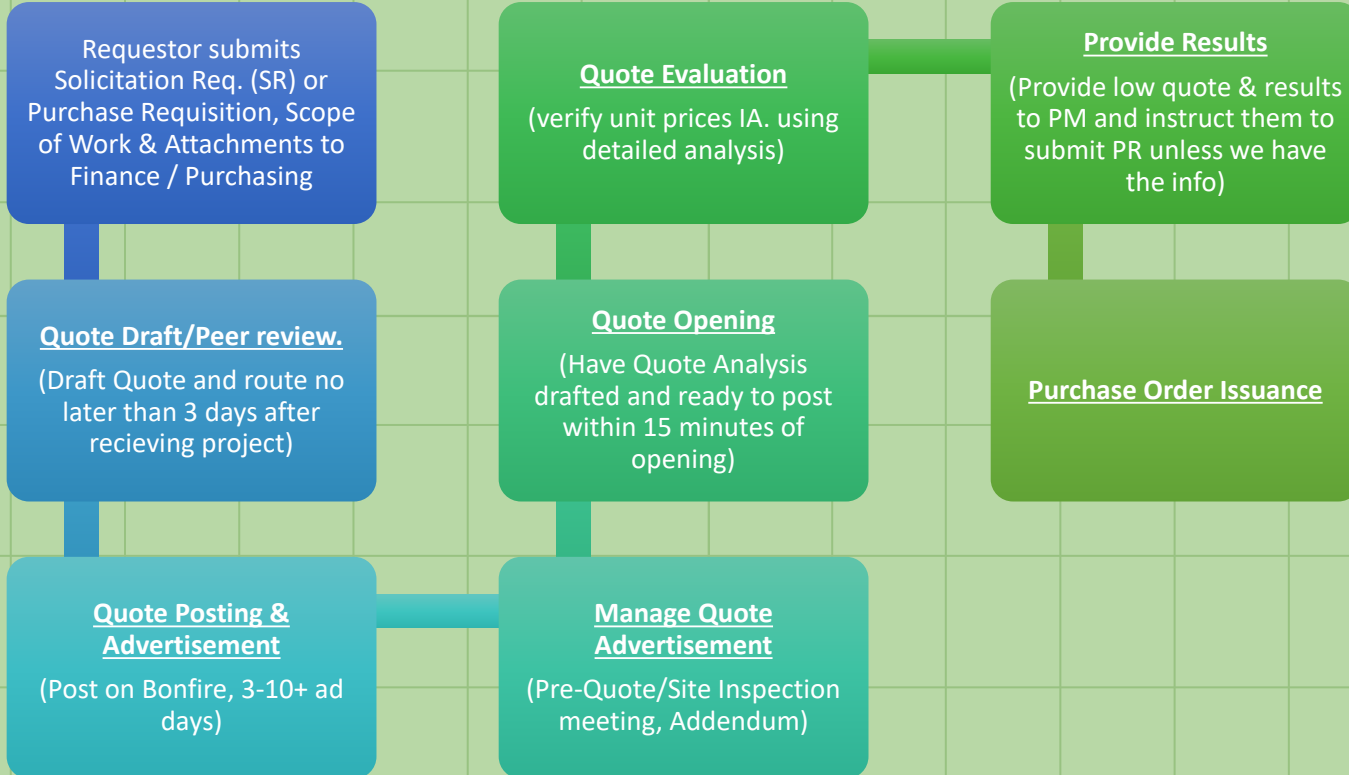 Requestor submits
Solicitation Req. (SR) or
Purchase Requisition, Scope
of Work & Attachments to
Finance / Purchasing
Quote Draft/Peer review.
(Draft Quote and route no
later than 3 days after
recieving project)
Quote Posting &
Advertisement
(Post on Bonfire, 3-10+ ad
days)
Manage Quote
Advertisement
(Pre-Quote/Site Inspection
meeting, Addendum)
Quote Opening
(Have Quote Analysis
drafted and ready to post
within 15 minutes of
opening)
Quote Evaluation
(verify unit prices IA. using
detailed analysis)
Provide Results
(Provide low quote & results
to PM and instruct them to
submit PR unless we have
the info)
Purchase Order Issuance